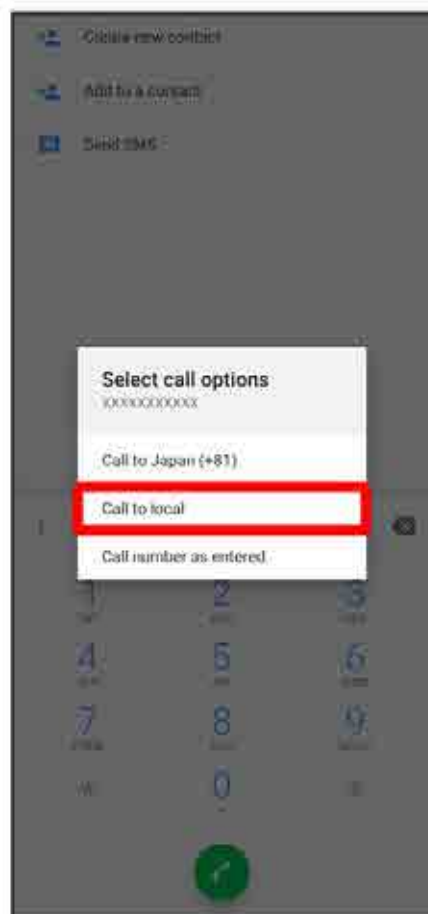 Create new contact
Add to a contact
Send SMS
Select call options
XXXXXXXXXXX
Call to Japan (+81)
Call to local
Call number as entered
1 2 3
4 5 6
7 8 9
0